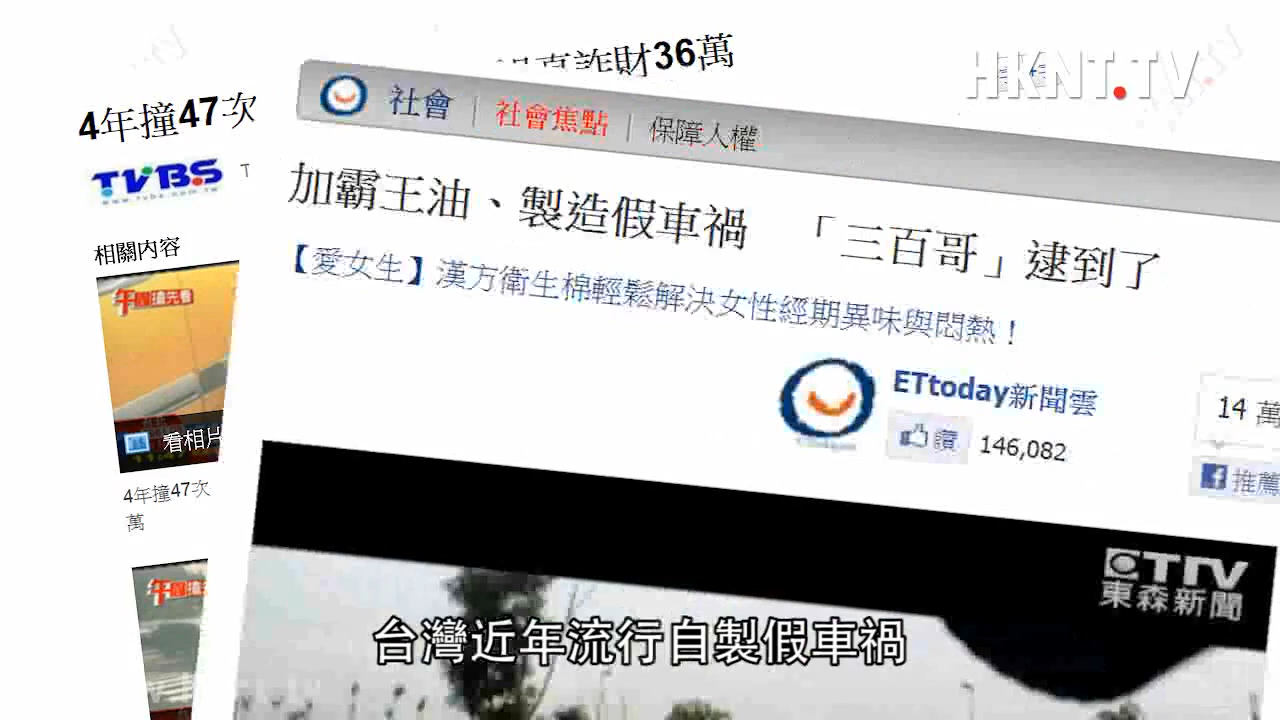 詐財36萬
HKNT.TV
4年撞47次
社會 | 社會焦點 | 保障人權
TVBS
www.tvbs.com.tw
加霸王油、製造假車禍 「三百哥」逮到了
相關內容
【愛女生】漢方衛生棉輕鬆解決女性經期異味與悶熱！
ETtoday新聞雲
14 萬
讚 146,082
看相片
推薦
4年撞47次
萬
ETTV
東森新聞
台灣近年流行自製假車禍